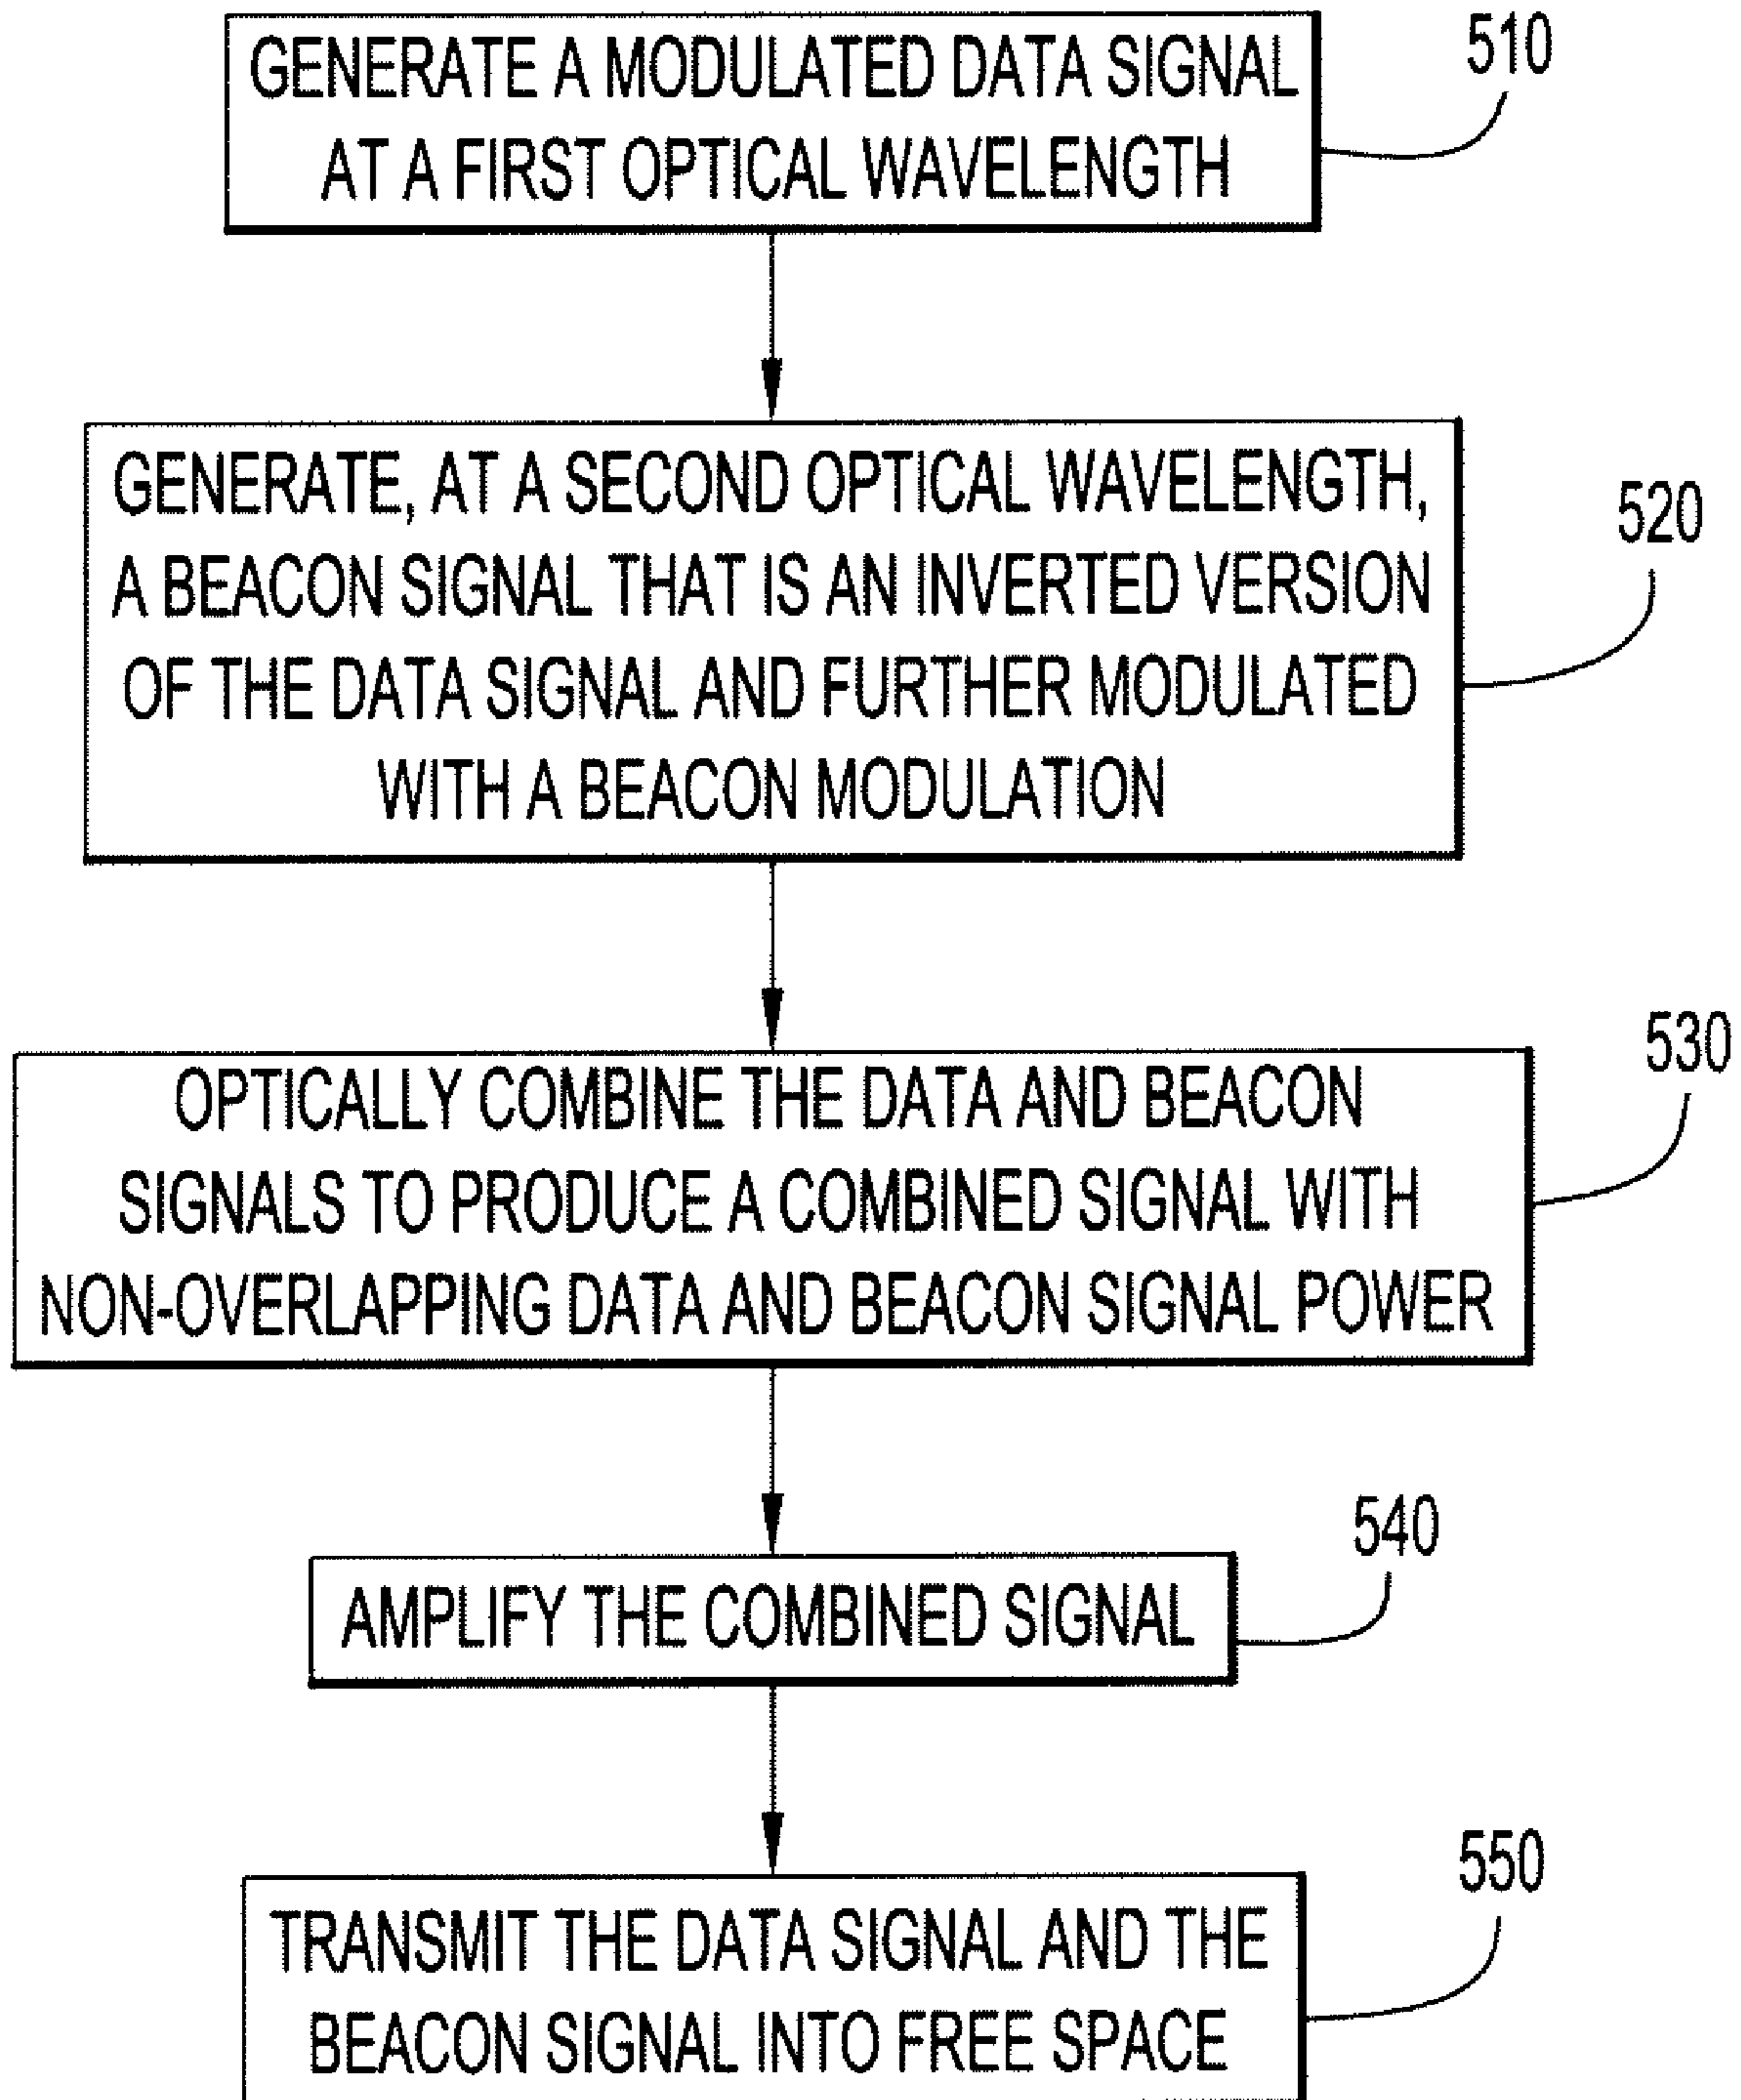 GENERATE A MODULATED DATA SIGNAL
AT A FIRST OPTICAL WAVELENGTH
510
GENERATE, AT A SECOND OPTICAL WAVELENGTH,
A BEACON SIGNAL THAT IS AN INVERTED VERSION
OF THE DATA SIGNAL AND FURTHER MODULATED
WITH A BEACON MODULATION
520
OPTICALLY COMBINE THE DATA AND BEACON
SIGNALS TO PRODUCE A COMBINED SIGNAL WITH
NON-OVERLAPPING DATA AND BEACON SIGNAL POWER
530
AMPLIFY THE COMBINED SIGNAL
540
TRANSMIT THE DATA SIGNAL AND THE
BEACON SIGNAL INTO FREE SPACE
550